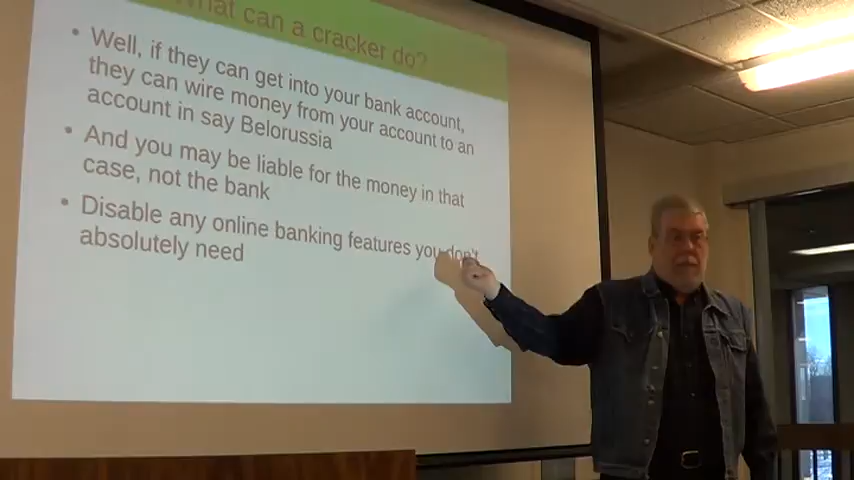 What can a cracker do?
• Well, if they can get into your bank account,
they can wire money from your account to an
account in say Belorussia
• And you may be liable for the money in that
case, not the bank
• Disable any online banking features you don't
absolutely need